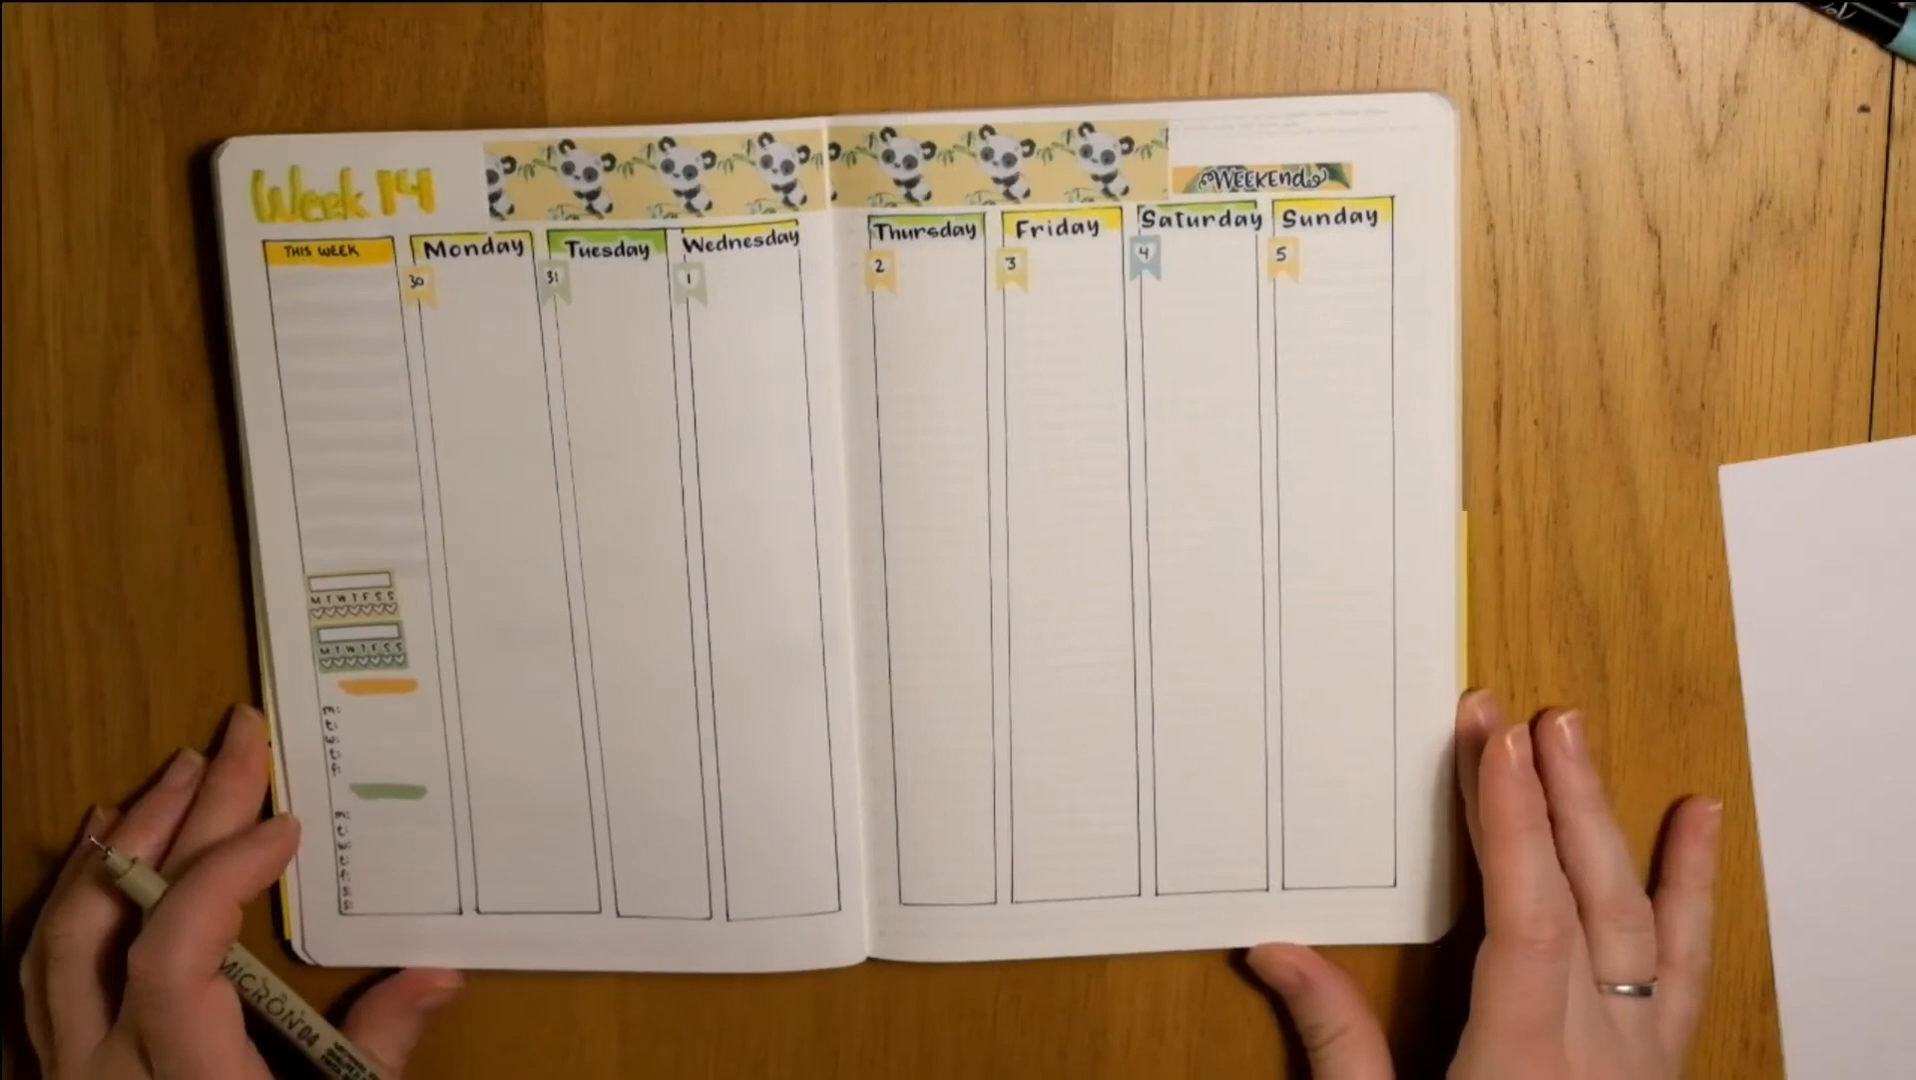 Week 14
WEEKEND
THIS WEEK
Monday
Tuesday
Wednesday
Thursday
Friday
Saturday
Sunday
30
31
1
2
3
4
5
M T W T F S S
M T W T F S S
m:
t:
w:
t:
f:
m:
t:
w:
t:
f:
s:
s:
MICRON 04